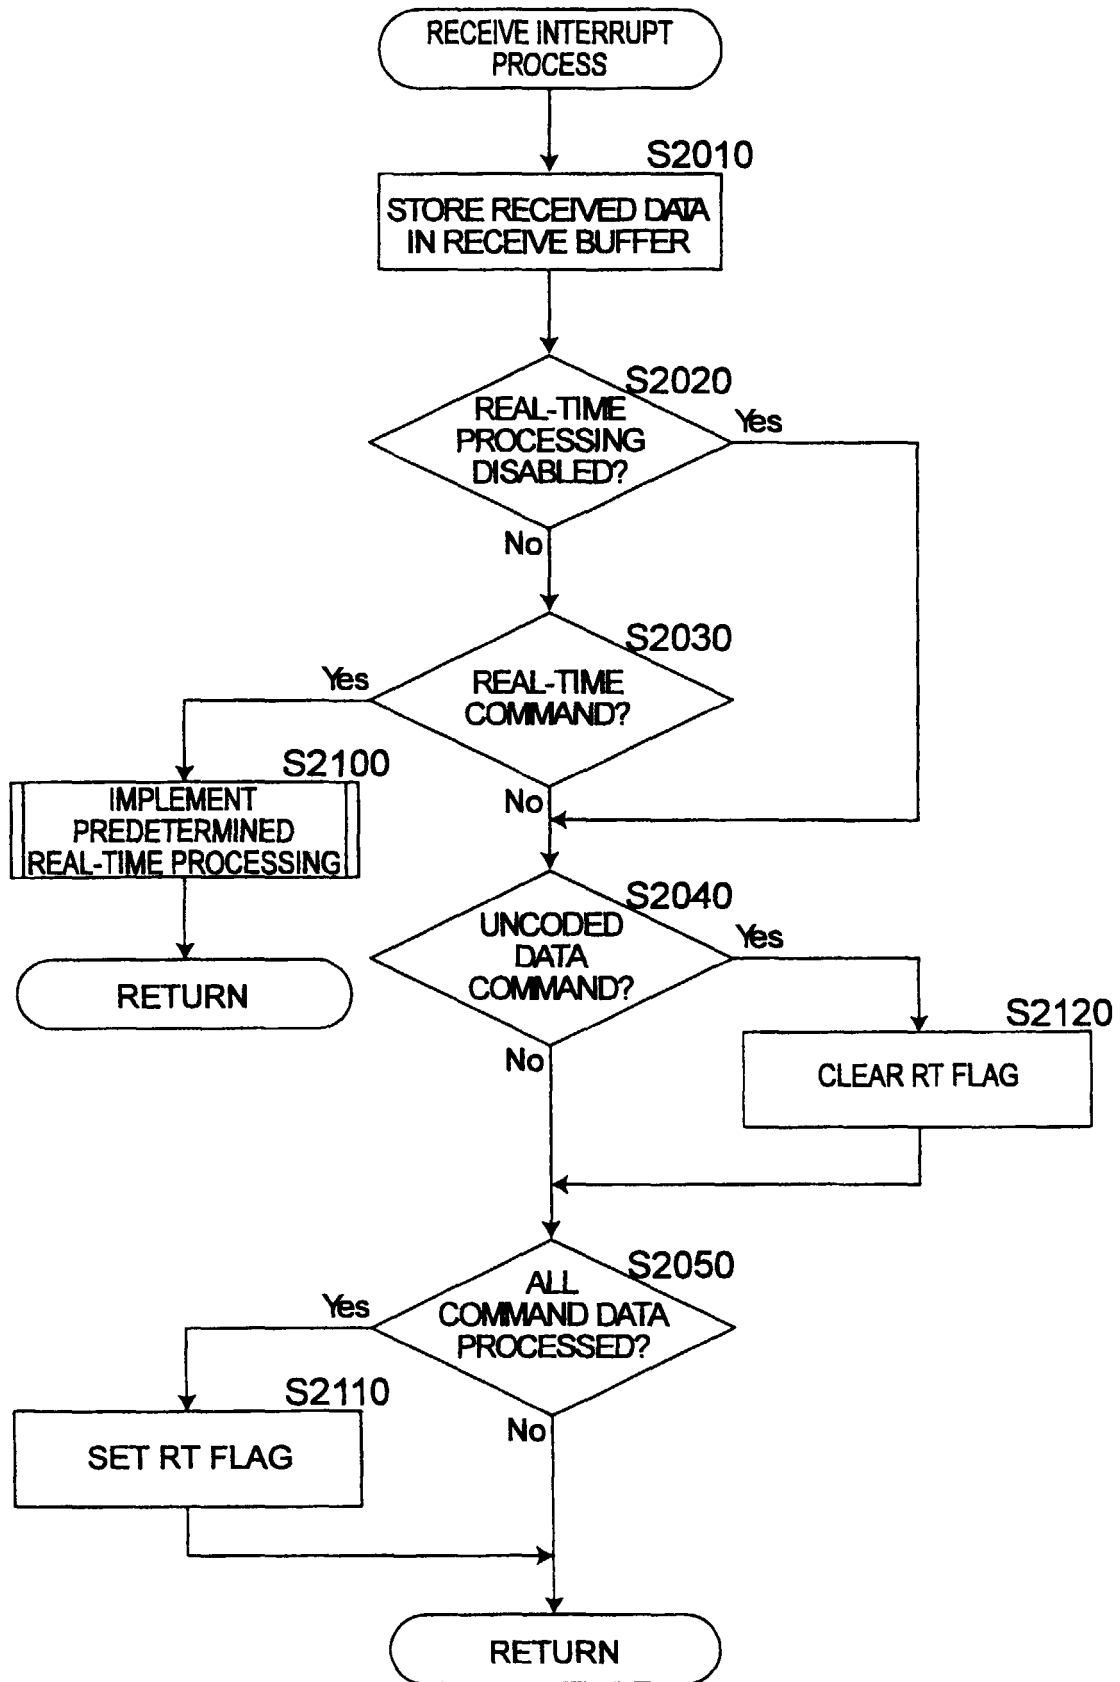 RECEIVE INTERRUPT
PROCESS
S2010
STORE RECEIVED DATA
IN RECEIVE BUFFER
S2020
REAL-TIME
PROCESSING
DISABLED?
Yes
No
S2030
REAL-TIME
COMMAND?
Yes
No
S2100
IMPLEMENT
PREDETERMINED
REAL-TIME PROCESSING
RETURN
S2040
UNCODED
DATA
COMMAND?
Yes
No
S2120
CLEAR RT FLAG
S2050
ALL
COMMAND DATA
PROCESSED?
Yes
No
S2110
SET RT FLAG
RETURN